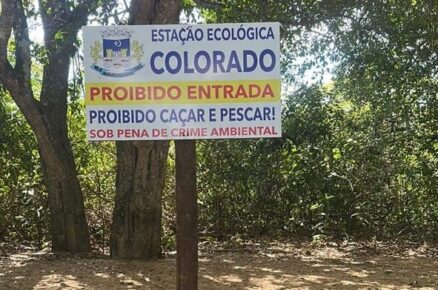 ESTAÇÃO ECOLÓGICA
COLORADO
PROIBIDO ENTRADA
PROIBIDO CAÇAR E PESCAR!
SOB PENA DE CRIME AMBIENTAL